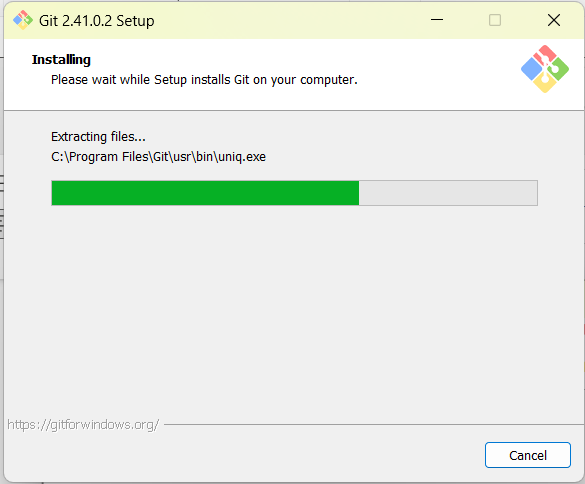 Git 2.41.0.2 Setup
Installing
Please wait while Setup installs Git on your computer.
Extracting files...
C:\Program Files\Git\usr\bin\uniq.exe
https://gitforwindows.org/
Cancel